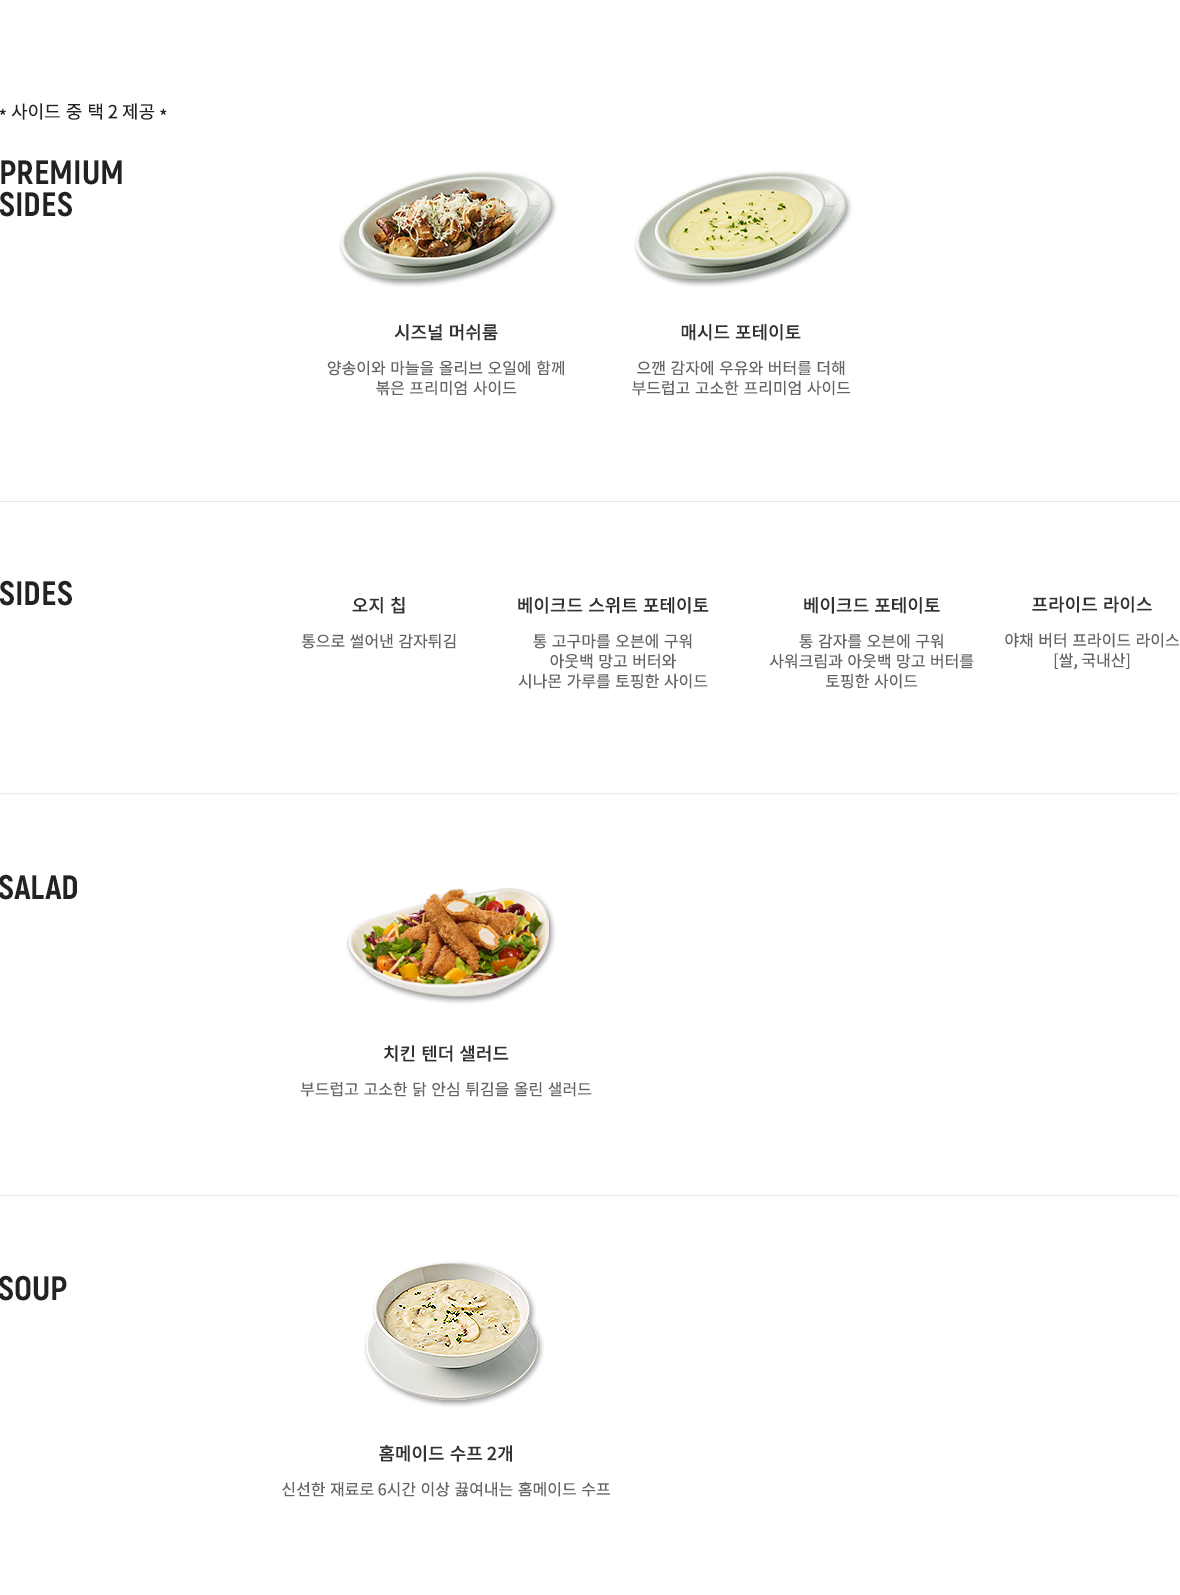 * 사이드 중 택 2 제공 *
PREMIUM
SIDES
시즈널 머쉬룸
양송이와 마늘을 올리브 오일에 함께
볶은 프리미엄 사이드
매시드 포테이토
으깬 감자에 우유와 버터를 더해
부드럽고 고소한 프리미엄 사이드
SIDES
오지 칩
통으로 썰어낸 감자튀김
베이크드 스위트 포테이토
통 고구마를 오븐에 구워
아웃백 망고 버터와
시나몬 가루를 토핑한 사이드
베이크드 포테이토
통 감자를 오븐에 구워
사워크림과 아웃백 망고 버터를
토핑한 사이드
프라이드 라이스
야채 버터 프라이드 라이스
[쌀, 국내산]
SALAD
치킨 텐더 샐러드
부드럽고 고소한 닭 안심 튀김을 올린 샐러드
SOUP
홈메이드 수프 2개
신선한 재료로 6시간 이상 끓여내는 홈메이드 수프